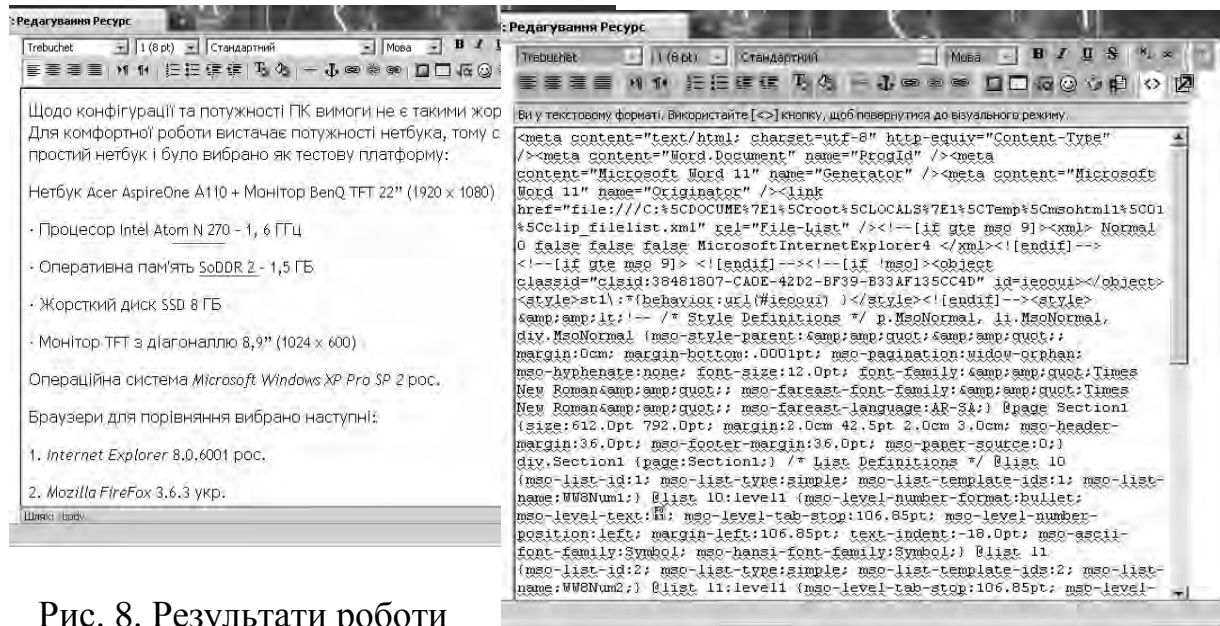 : Редагування Ресурс
Trebuchet 1 (8 pt) Стандартний Мова B I
Щодо конфігурації та потужності ПК вимоги не є такими жор
Для комфортної роботи вистачає потужності нетбука, тому с
простий нетбук і було вибрано як тестову платформу:
Нетбук Acer AspireOne A110 + Монітор BenQ TFT 22” (1920 x 1080)
· Процесор Intel Atom N 270 – 1, 6 ГГц
· Оперативна пам'ять SoDDR 2 - 1,5 ГБ
· Жорсткий диск SSD 8 ГБ
· Монітор TFT з діагоналлю 8,9” (1024 x 600)
Операційна система Microsoft Windows XP Pro SP 2 рос.
Браузери для порівняння вибрано наступні:
1. Internet Explorer 8.0.6001 рос.
2. Mozilla FireFox 3.6.3 укр.
Шлях: body
: Редагування Ресурс
Trebuchet 1 (8 pt) Стандартний Мова B I U S
Ви у текстовому форматі. Використайте [<>] кнопку, щоб повернутися до візуального режиму.
<meta content="text/html; charset=utf-8" http-equiv="Content-Type"
/><meta content="Word.Document" name="ProgId" /><meta
content="Microsoft Word 11" name="Generator" /><meta content="Microsoft
Word 11" name="Originator" /><link
href="file:///C:%5CDOCUME%7E1%5Croot%5CLOCALS%7E1%5CTemp%5Cmsohtml1%5C01
%5Cclip_filelist.xml" rel="File-List" /><!--[if gte mso 9]><xml> Normal
0 false false false MicrosoftInternetExplorer4 </xml><![endif]-->
<!--[if gte mso 9]> <![endif]--><!--[if !mso]><object
classid="clsid:38481807-CA0E-42D2-BF39-B33AF135CC4D" id=ieooui></object>
<style>st1\:*{behavior:url(#ieooui) }</style><![endif]--><style>
&amp;amp;lt;!-- /* Style Definitions */ p.MsoNormal, li.MsoNormal,
div.MsoNormal {mso-style-parent:&amp;amp;quot;&amp;amp;quot;;
margin:0cm; margin-bottom:.0001pt; mso-pagination:widow-orphan;
mso-hyphenate:none; font-size:12.0pt; font-family:&amp;amp;quot;Times
New Roman&amp;amp;quot;; mso-fareast-font-family:&amp;amp;quot;Times
New Roman&amp;amp;quot;; mso-fareast-language:AR-SA;} @page Section1
{size:612.0pt 792.0pt; margin:2.0cm 42.5pt 2.0cm 3.0cm; mso-header-
margin:36.0pt; mso-footer-margin:36.0pt; mso-paper-source:0;}
div.Section1 {page:Section1;} /* List Definitions */ @list l0
{mso-list-id:1; mso-list-type:simple; mso-list-template-ids:1; mso-list-
name:WW8Num1;} @list l0:level1 {mso-level-number-format:bullet;
mso-level-text:; mso-level-tab-stop:106.85pt; mso-level-number-
position:left; margin-left:106.85pt; text-indent:-18.0pt; mso-ascii-
font-family:Symbol; mso-hansi-font-family:Symbol;} @list l1
{mso-list-id:2; mso-list-type:simple; mso-list-template-ids:2; mso-list-
name:WW8Num2;} @list l1:level1 {mso-level-tab-stop:106.85pt; mso-level-
Рис. 8. Результати роботи